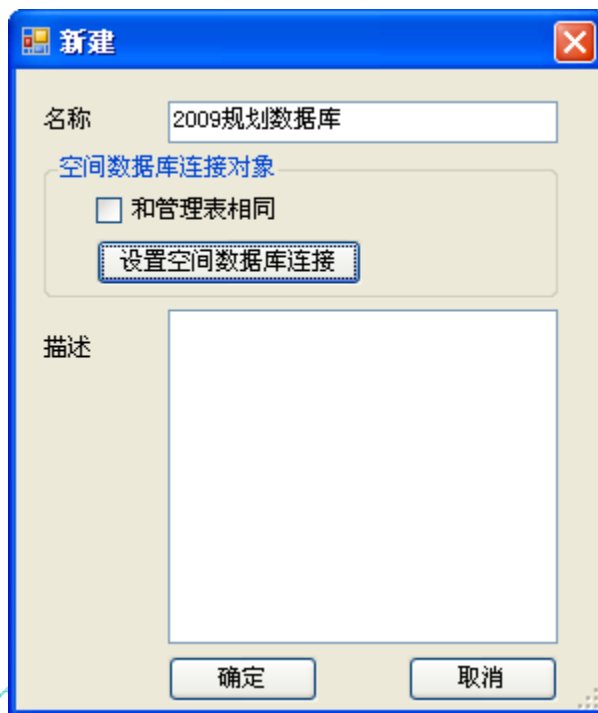 新建
名称
2009规划数据库
空间数据库连接对象
和管理表相同
设置空间数据库连接
描述
确定
取消